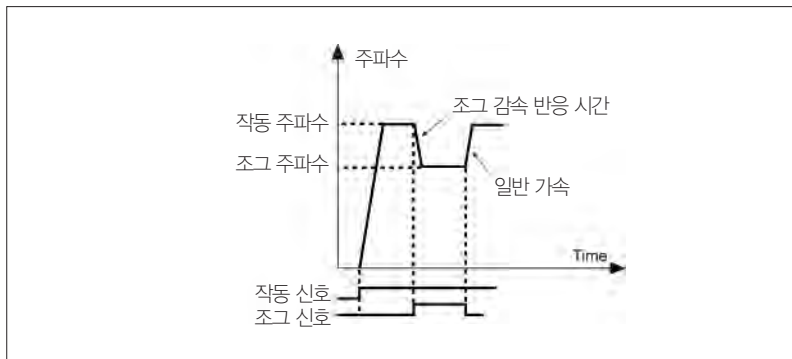 주파수
조그 감속 반응 시간
작동 주파수
조그 주파수
일반 가속
Time
작동 신호
조그 신호